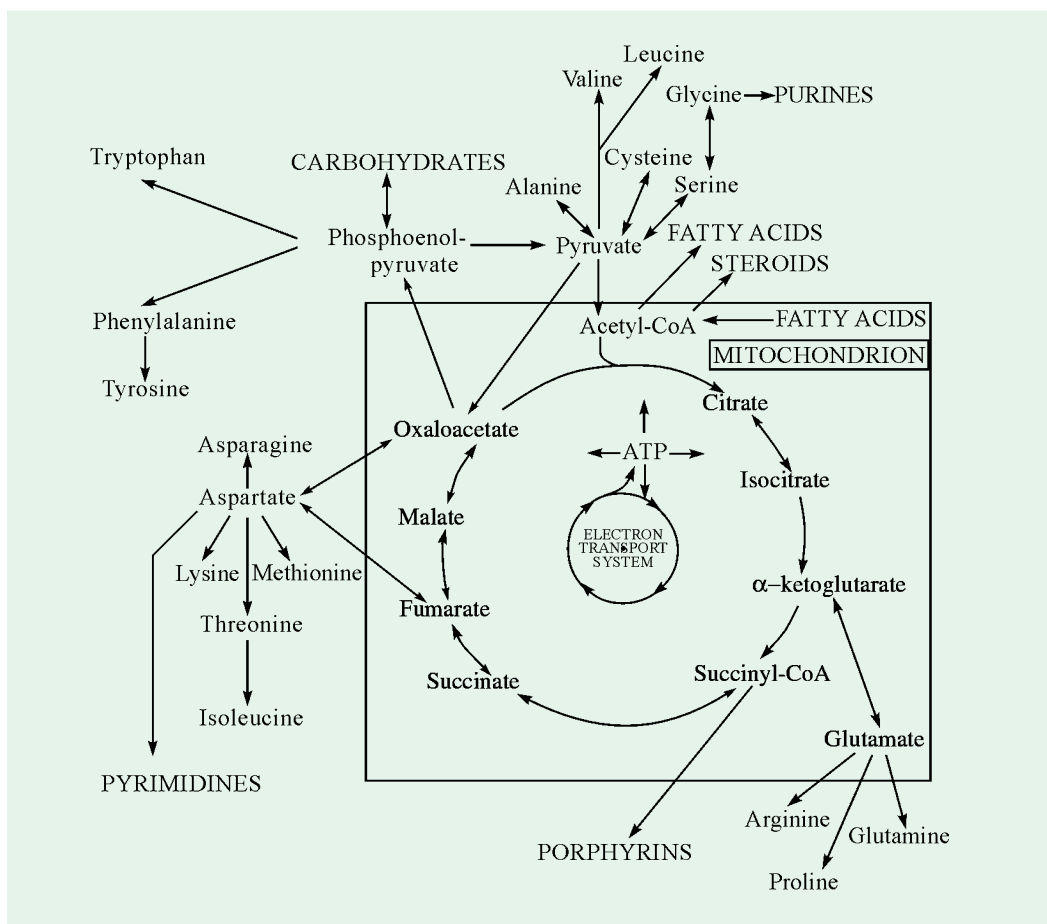 Leucine
Valine
Glycine
PURINES
Tryptophan
CARBOHYDRATES
Cysteine
Alanine
Serine
Phosphoenol-
pyruvate
Pyruvate
FATTY ACIDS
STEROIDS
Phenylalanine
Acetyl-CoA
FATTY ACIDS
MITOCHONDRION
Tyrosine
Citrate
Oxaloacetate
Asparagine
ATP
Isocitrate
Aspartate
Malate
ELECTRON
TRANSPORT
SYSTEM
Lysine
Methionine
α–ketoglutarate
Fumarate
Threonine
Succinate
Succinyl-CoA
Isoleucine
Glutamate
PYRIMIDINES
Arginine
Glutamine
PORPHYRINS
Proline